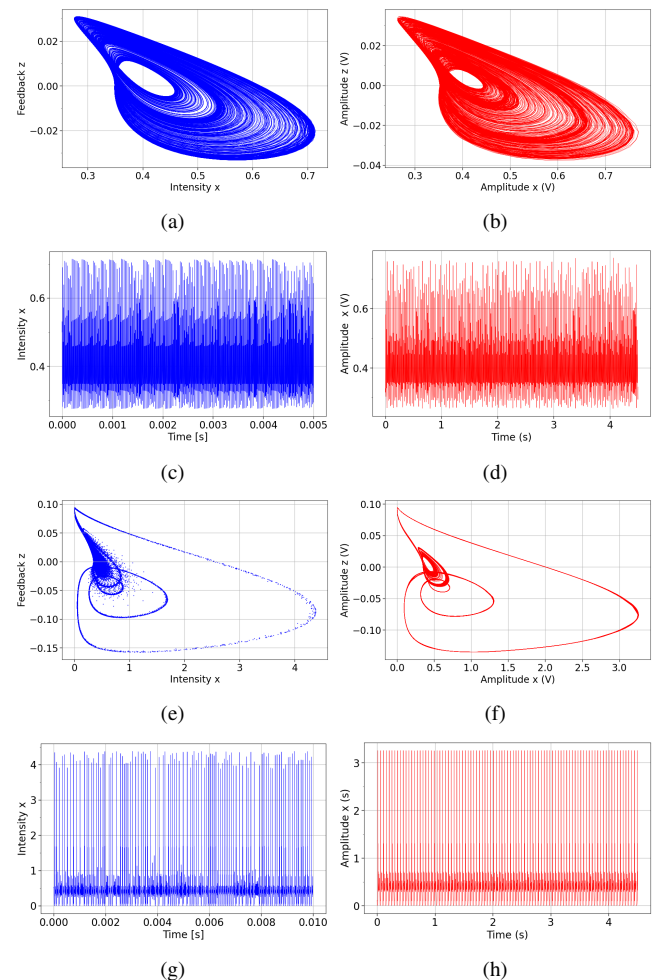 0.02
0.00
−0.02
Feedback z
0.3 0.4 0.5 0.6 0.7
Intensity x
(a)
0.04
0.02
0.00
−0.02
−0.04
Amplitude z (V)
0.3 0.4 0.5 0.6 0.7
Amplitude x (V)
(b)
0.6
0.4
Intensity x
0.000 0.001 0.002 0.003 0.004 0.005
Time [s]
(c)
0.6
0.4
Amplitude x (V)
0 1 2 3 4
Time (s)
(d)
0.10
0.05
0.00
−0.05
−0.10
−0.15
Feedback z
0 1 2 3 4
Intensity x
(e)
0.10
0.05
0.00
−0.05
−0.10
Amplitude z (V)
0.0 0.5 1.0 1.5 2.0 2.5 3.0
Amplitude x (V)
(f)
4
3
2
1
0
Intensity x
0.000 0.002 0.004 0.006 0.008 0.010
Time [s]
(g)
3
2
1
0
Amplitude x (s)
0 1 2 3 4
Time (s)
(h)